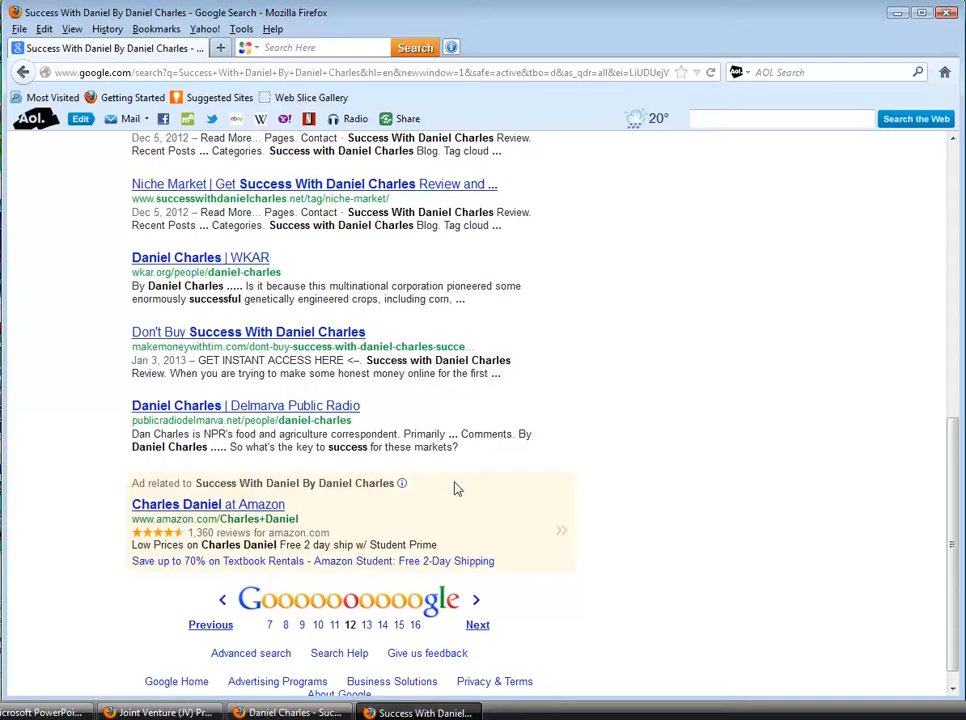 Success With Daniel By Daniel Charles - Google Search - Mozilla Firefox
File Edit View History Bookmarks Yahoo! Tools Help
Success With Daniel By Daniel Charles - ... + Search Here Search
www.google.com/search?q=Success+With+Daniel+By+Daniel+Charles&hl=en&newwindow=1&safe=active&tbo=d&as_qdr=all&ei=LiUDUEjV Aol. AOL Search
Most Visited Getting Started Suggested Sites Web Slice Gallery
Aol. Edit Mail Radio Share 20° Search the Web
Dec 5, 2012 – Read More... Pages. Contact · Success With Daniel Charles Review.
Recent Posts ... Categories. Success with Daniel Charles Blog. Tag cloud ...
Niche Market | Get Success With Daniel Charles Review and ...
www.successwithdanielcharles.net/tag/niche-market/
Dec 5, 2012 – Read More... Pages. Contact · Success With Daniel Charles Review.
Recent Posts ... Categories. Success with Daniel Charles Blog. Tag cloud ...
Daniel Charles | WKAR
wkar.org/people/daniel-charles
By Daniel Charles ..... Is it because this multinational corporation pioneered some
enormously successful genetically engineered crops, including corn, ...
Don't Buy Success With Daniel Charles
makemoneywithtim.com/dont-buy-success-with-daniel-charles-succe...
Jan 3, 2013 – GET INSTANT ACCESS HERE <–. Success with Daniel Charles
Review. When you are trying to make some honest money online for the first ...
Daniel Charles | Delmarva Public Radio
publicradiodelmarva.net/people/daniel-charles
Dan Charles is NPR's food and agriculture correspondent. Primarily ... Comments. By
Daniel Charles ..... So what's the key to success for these markets?
Ad related to Success With Daniel By Daniel Charles
Charles Daniel at Amazon
www.amazon.com/Charles+Daniel
1,360 reviews for amazon.com
Low Prices on Charles Daniel Free 2 day ship w/ Student Prime
Save up to 70% on Textbook Rentals - Amazon Student: Free 2-Day Shipping
Goooooooooogle
Previous 7 8 9 10 11 12 13 14 15 16 Next
Advanced search Search Help Give us feedback
Google Home Advertising Programs Business Solutions Privacy & Terms
About Google
Microsoft PowerPoi... Joint Venture (JV) Pr... Daniel Charles - Suc... Success With Daniel...